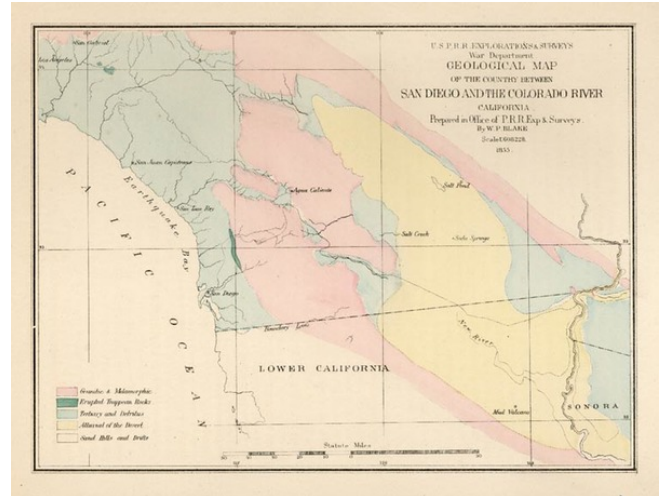 U.S. P. R. R. EXPLORATIONS & SURVEYS
War Department
GEOLOGICAL MAP
OF THE COUNTRY BETWEEN
SAN DIEGO AND THE COLORADO RIVER
CALIFORNIA
Prepared in Office of P. R. R. Exp & Surveys.
By W. P. BLAKE
1855.
San Gabriel
Los Angeles
San Juan Capistrano
San Luis Rey
Agua Caliente
Salt Pond
Salt Creek
Soda Springs
San Diego
Boundary Line
New River
Mud Volcano
PACIFIC OCEAN
Earthquake Bay
LOWER CALIFORNIA
SONORA
Granitic & Metamorphic
Erupted Trappean Rocks
Tertiary and Detritus
Alluvial of the Desert
Sand Hills and Drifts
Statute Miles